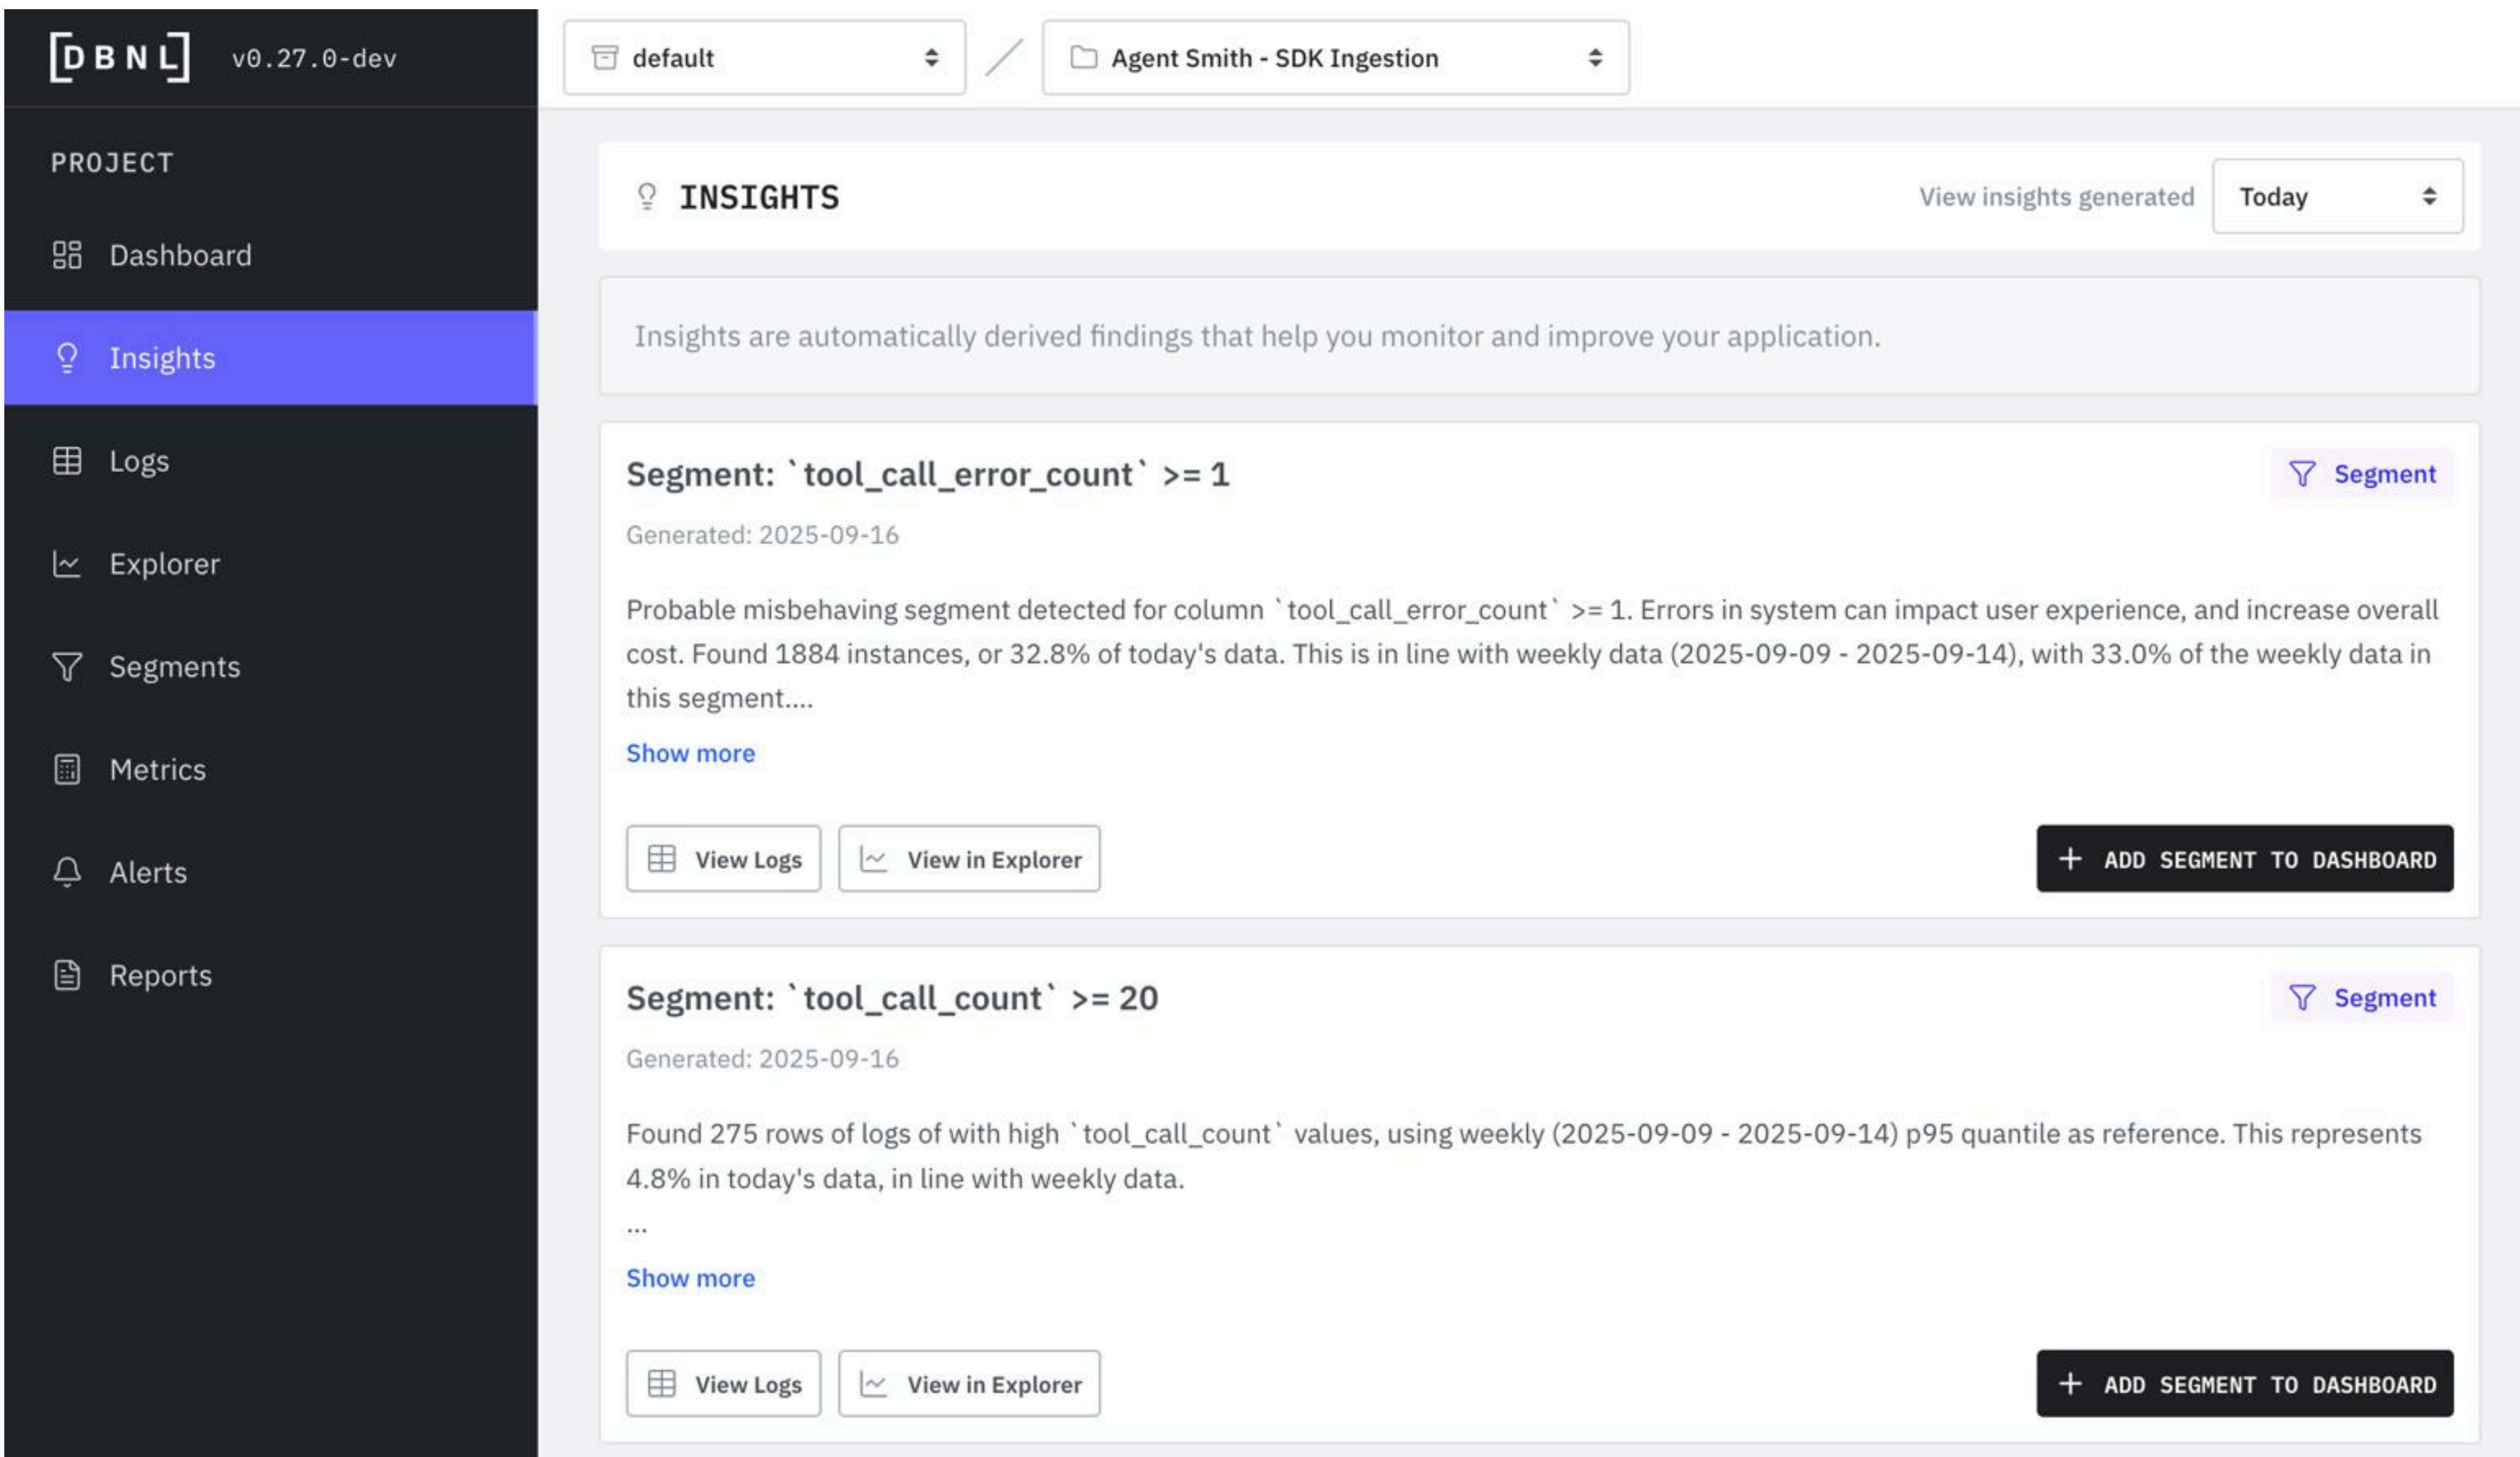 [DBNL] v0.27.0-dev
default / Agent Smith - SDK Ingestion
PROJECT
Dashboard
Insights
Logs
Explorer
Segments
Metrics
Alerts
Reports
INSIGHTS
View insights generated Today
Insights are automatically derived findings that help you monitor and improve your application.
Segment: `tool_call_error_count` >= 1
Segment
Generated: 2025-09-16
Probable misbehaving segment detected for column `tool_call_error_count` >= 1. Errors in system can impact user experience, and increase overall
cost. Found 1884 instances, or 32.8% of today's data. This is in line with weekly data (2025-09-09 - 2025-09-14), with 33.0% of the weekly data in
this segment....
Show more
View Logs
View in Explorer
+ ADD SEGMENT TO DASHBOARD
Segment: `tool_call_count` >= 20
Segment
Generated: 2025-09-16
Found 275 rows of logs of with high `tool_call_count` values, using weekly (2025-09-09 - 2025-09-14) p95 quantile as reference. This represents
4.8% in today's data, in line with weekly data.
...
Show more
View Logs
View in Explorer
+ ADD SEGMENT TO DASHBOARD